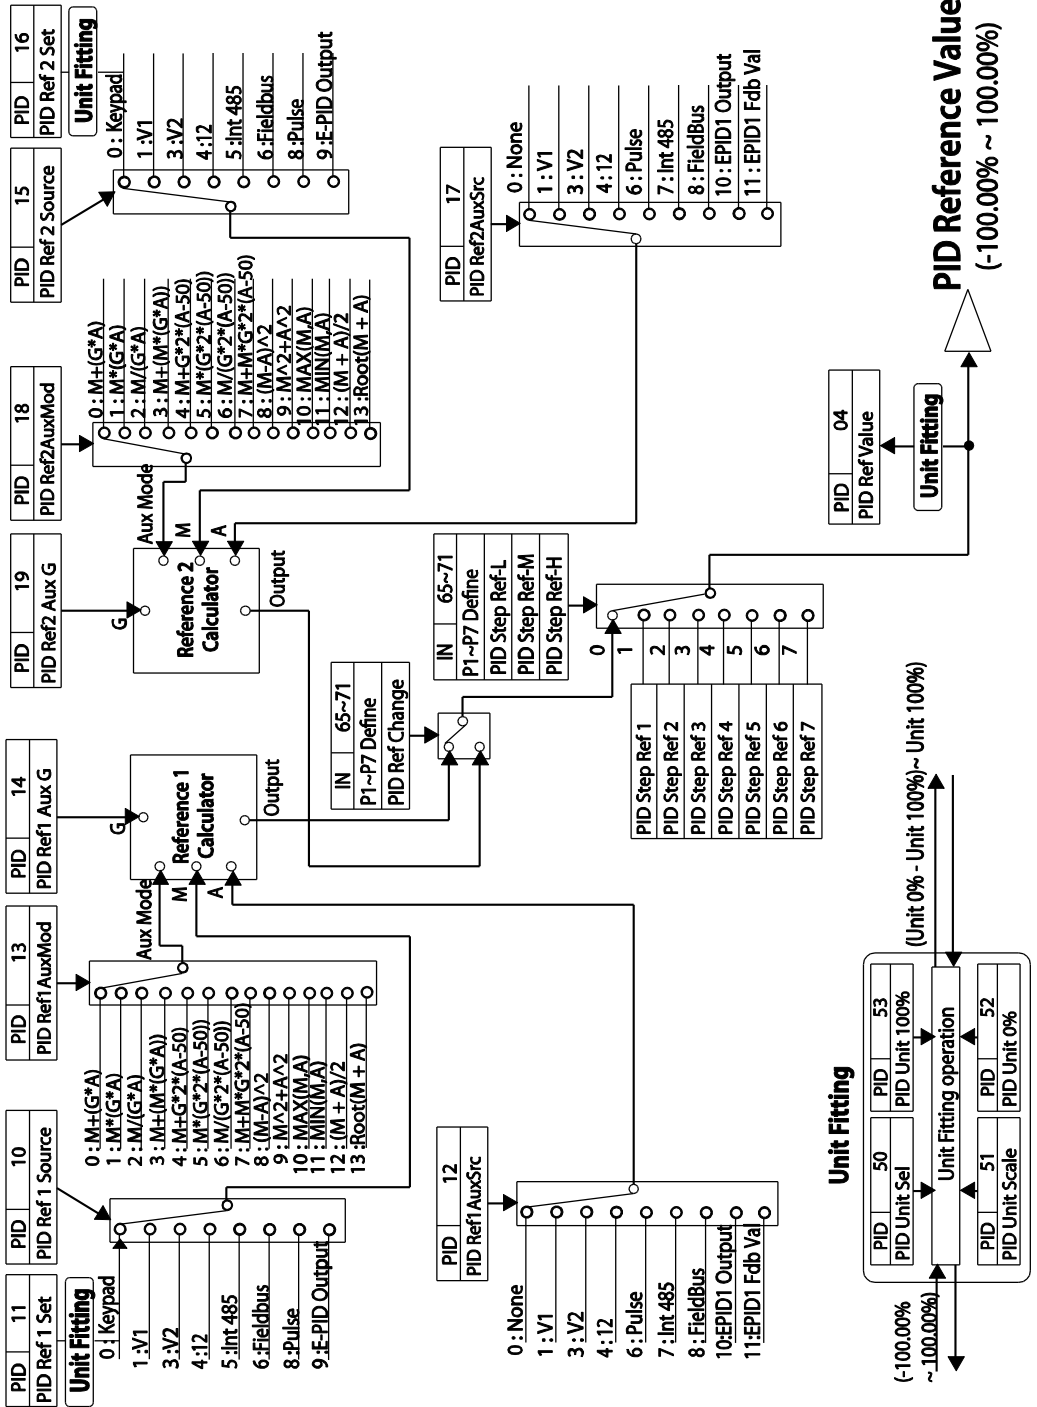 PID 11
PID Ref 1 Set
Unit Fitting
PID 10
PID Ref 1 Source
0 : Keypad
1 :V1
3 :V2
4 :12
5 :Int 485
6 :Fieldbus
8 :Pulse
9 :E-PID Output
PID 13
PID Ref1AuxMod
0 : M+(G*A)
1 : M*(G*A)
2 : M/(G*A)
3 : M+(M*(G*A))
4 : M+G*2*(A-50)
5 : M*(G*2*(A-50))
6 : M/(G*2*(A-50))
7 : M+M*G*2*(A-50)
8 : (M-A)^2
9 : M^2+A^2
10 : MAX(M,A)
11 : MIN(M,A)
12 : (M + A)/2
13 :Root(M + A)
PID 14
PID Ref1 Aux G
Aux Mode
M
A
G
Reference 1
Calculator
Output
PID 12
PID Ref1AuxSrc
0 : None
1 : V1
3 : V2
4 : 12
6 : Pulse
7 : Int 485
8 : FieldBus
10:EPID1 Output
11:EPID1 Fdb Val
PID 19
PID Ref2 Aux G
PID 18
PID Ref2AuxMod
0 : M+(G*A)
1 : M*(G*A)
2 : M/(G*A)
3 : M+(M*(G*A))
4 : M+G*2*(A-50)
5 : M*(G*2*(A-50))
6 : M/(G*2*(A-50))
7 : M+M*G*2*(A-50)
8 : (M-A)^2
9 : M^2+A^2
10 : MAX(M,A)
11 : MIN(M,A)
12 : (M + A)/2
13 :Root(M + A)
Aux Mode
M
A
G
Reference 2
Calculator
Output
PID 15
PID Ref 2 Source
PID 16
PID Ref 2 Set
Unit Fitting
0 : Keypad
1 :V1
3 :V2
4 :12
5 :Int 485
6 :Fieldbus
8 :Pulse
9 :E-PID Output
PID 17
PID Ref2AuxSrc
0 : None
1 : V1
3 : V2
4 : 12
6 : Pulse
7 : Int 485
8 : FieldBus
10 : EPID1 Output
11 : EPID1 Fdb Val
IN 65~71
P1~P7 Define
PID Ref Change
IN 65~71
P1~P7 Define
PID Step Ref-L
PID Step Ref-M
PID Step Ref-H
0
1
2
3
4
5
6
7
PID Step Ref 1
PID Step Ref 2
PID Step Ref 3
PID Step Ref 4
PID Step Ref 5
PID Step Ref 6
PID Step Ref 7
PID 04
PID Ref Value
Unit Fitting
PID Reference Value
(-100.00% ~ 100.00%)
Unit Fitting
PID 50
PID Unit Sel
PID 53
PID Unit 100%
Unit Fitting operation
PID 51
PID Unit Scale
PID 52
PID Unit 0%
(-100.00%
~ 100.00%)
(Unit 0% - Unit 100%)~ Unit 100%)